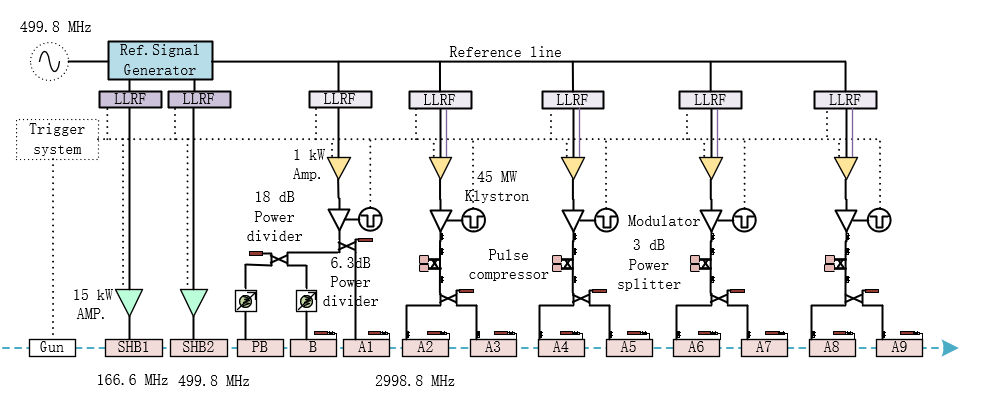 499.8 MHz
Ref.Signal
Generator
Reference line
LLRF
LLRF
LLRF
LLRF
LLRF
LLRF
LLRF
Trigger
system
1 kW
Amp.
45 MW
Klystron
18 dB
Power
divider
Modulator
6.3dB
Power
divider
Pulse
compressor
3 dB
Power
splitter
15 kW
AMP.
Gun
SHB1
SHB2
PB
B
A1
A2
A3
A4
A5
A6
A7
A8
A9
166.6 MHz
499.8 MHz
2998.8 MHz